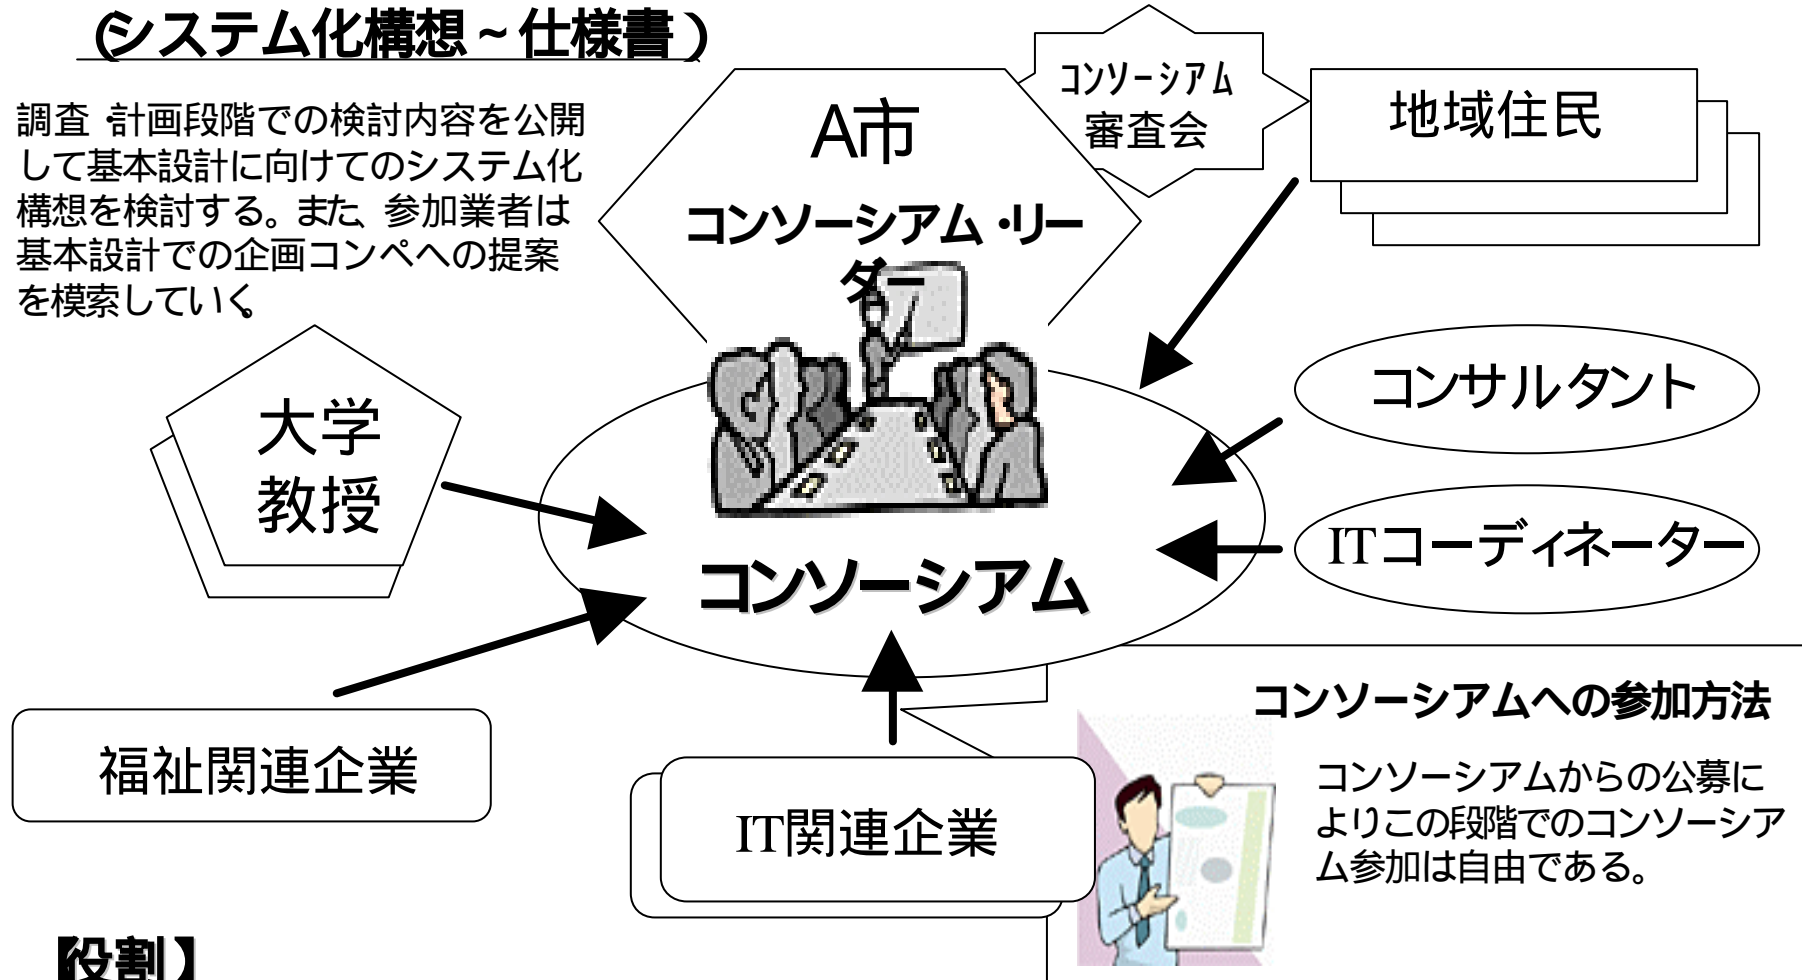 (システム化構想~仕様書)
調査・計画段階での検討内容を公開
して基本設計に向けてのシステム化
構想を検討する。また、参加業者は
基本設計での企画コンペへの提案
を模索していく。
A市
コンソーシアム・リー
ダー
コンソーシアム
審査会
地域住民
大学
教授
コンサルタント
ITコーディネーター
コンソーシアム
福祉関連企業
IT関連企業
コンソーシアムへの参加方法
コンソーシアムからの公募に
よりこの段階でのコンソーシア
ム参加は自由である。
【役割】